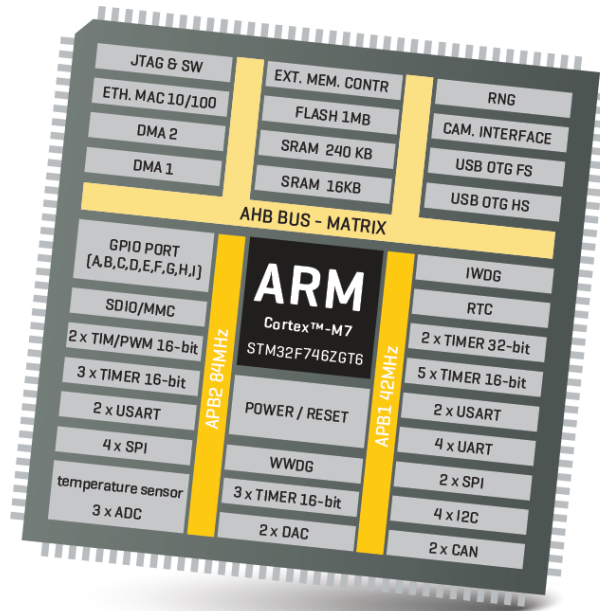 JTAG & SW
ETH. MAC 10/100
DMA 2
DMA 1
EXT. MEM. CONTR
FLASH 1MB
SRAM 240 KB
SRAM 16KB
RNG
CAM. INTERFACE
USB OTG FS
USB OTG HS
AHB BUS - MATRIX
GPIO PORT
(A,B,C,D,E,F,G,H,I)
SDIO/MMC
2 x TIM/PWM 16-bit
3 x TIMER 16-bit
2 x USART
4 x SPI
temperature sensor
3 x ADC
APB2 84MHz
ARM
Cortex™-M7
STM32F746ZGT6
POWER / RESET
WWDG
3 x TIMER 16-bit
2 x DAC
APB1 42MHz
IWDG
RTC
2 x TIMER 32-bit
5 x TIMER 16-bit
2 x USART
4 x UART
2 x SPI
4 x I2C
2 x CAN